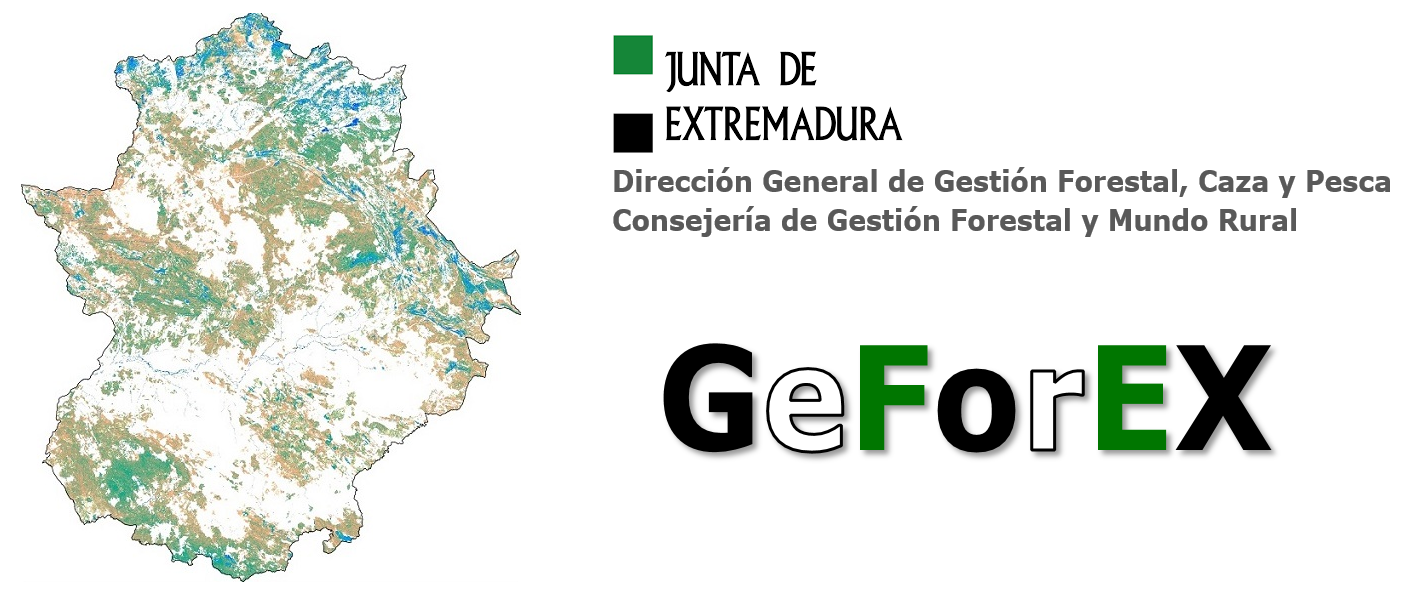 JUNTA DE
EXTREMADURA
Dirección General de Gestión Forestal, Caza y Pesca
Consejería de Gestión Forestal y Mundo Rural
GeForEX